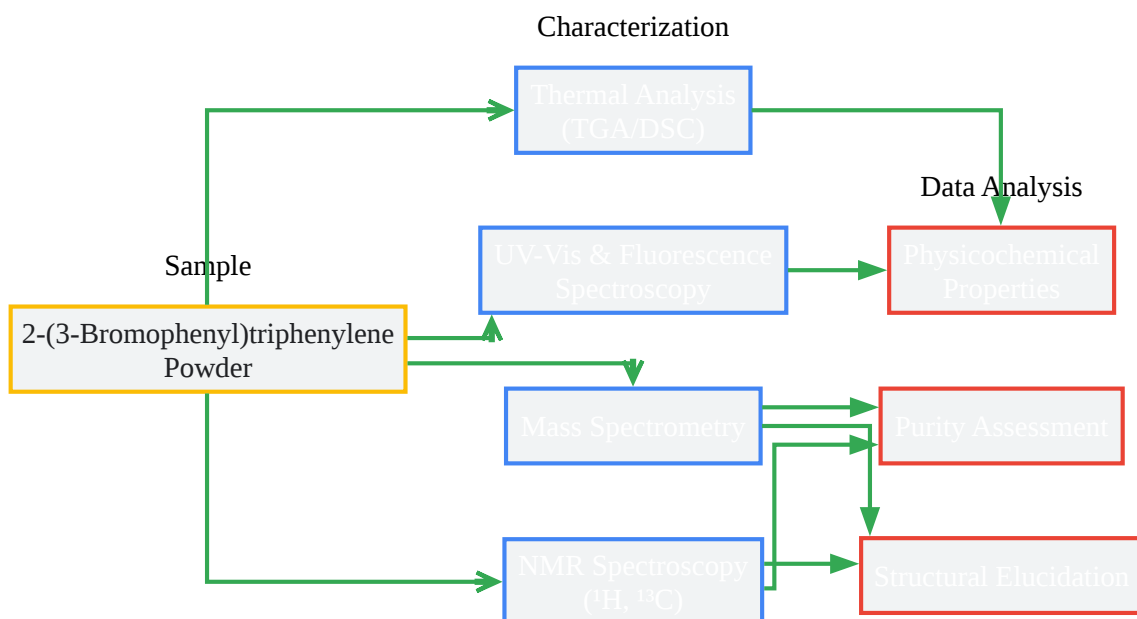 Characterization
Thermal Analysis
(TGA/DSC)
Data Analysis
Sample
UV-Vis & Fluorescence
Spectroscopy
Physicochemical
Properties
2-(3-Bromophenyl)triphenylene
Powder
Mass Spectrometry
Purity Assessment
NMR Spectroscopy
(¹H, ¹³C)
Structural Elucidation